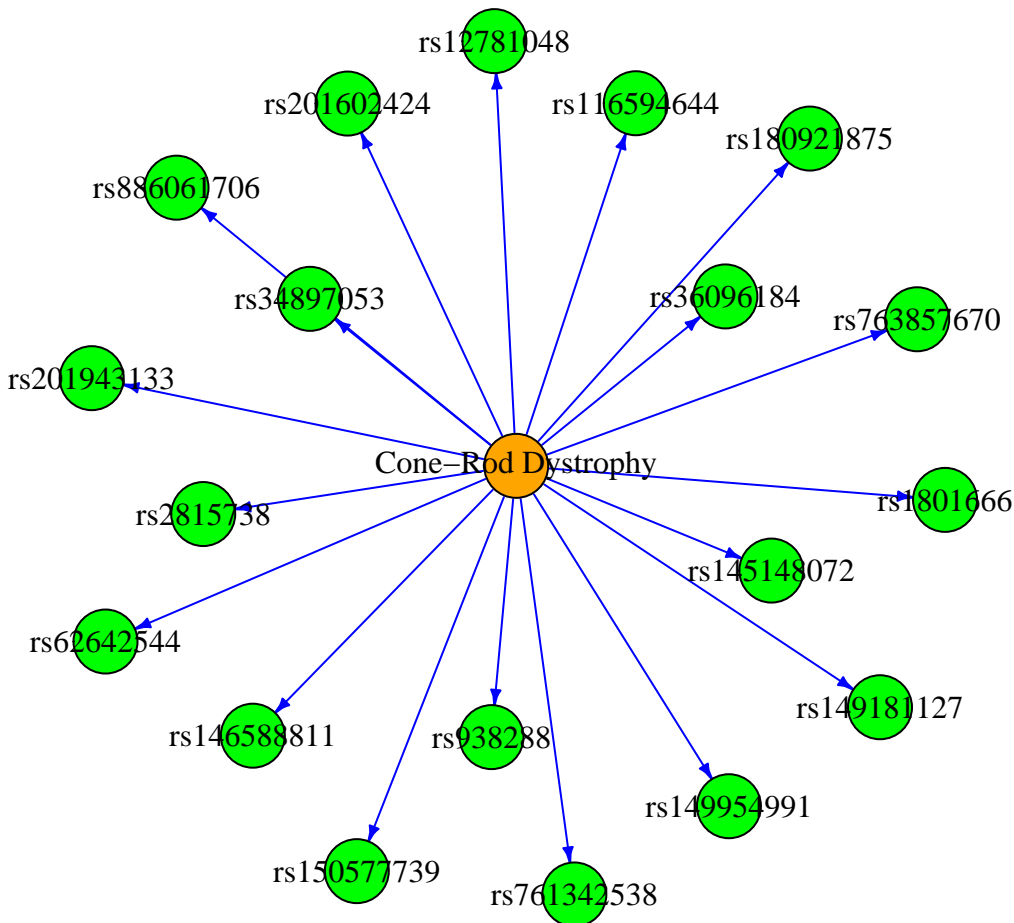 rs12781048
rs201602424
rs116594644
rs180921875
rs886061706
rs34897053
rs36096184
rs763857670
rs201943133
Cone−Rod Dystrophy
rs2815738
rs1801666
rs145148072
rs62642544
rs149181127
rs146588811
rs938288
rs149954991
rs150577739
rs761342538